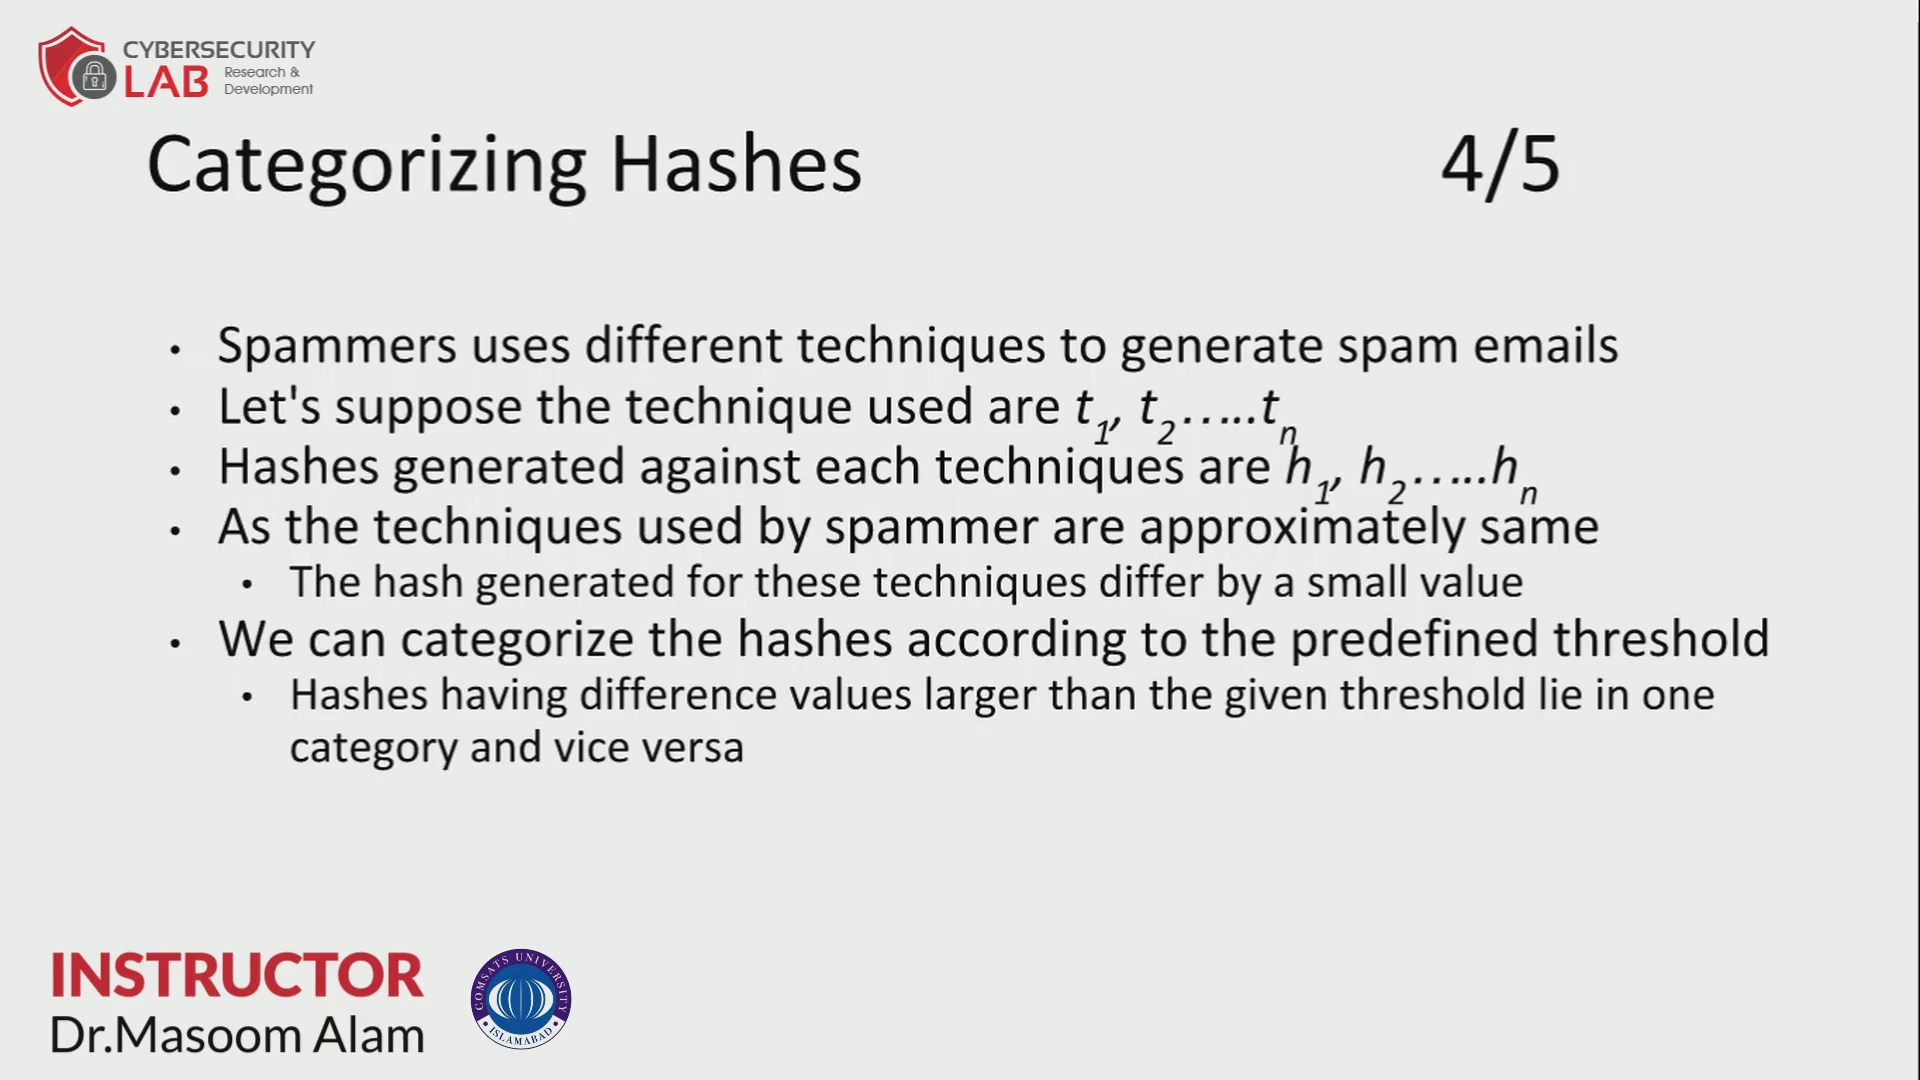 CYBERSECURITY
LAB Research &
Development
Categorizing Hashes 4/5
• Spammers uses different techniques to generate spam emails
• Let's suppose the technique used are t1, t2…..tn
• Hashes generated against each techniques are h1, h2…..hn
• As the techniques used by spammer are approximately same
• The hash generated for these techniques differ by a small value
• We can categorize the hashes according to the predefined threshold
• Hashes having difference values larger than the given threshold lie in one
category and vice versa
INSTRUCTOR
Dr.Masoom Alam
COMSATS UNIVERSITY
• ISLAMABAD •